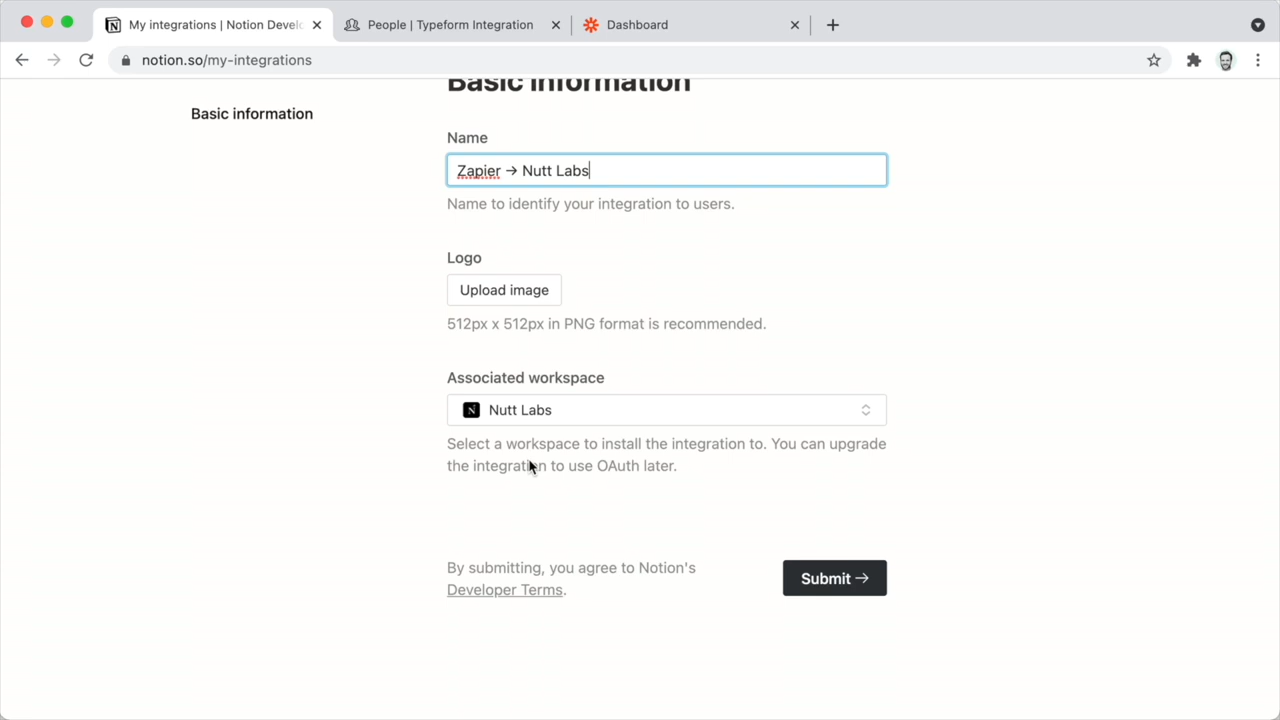 My integrations | Notion Develo
People | Typeform Integration
Dashboard
notion.so/my-integrations
Basic information
Basic information
Name
Zapier → Nutt Labs
Name to identify your integration to users.
Logo
Upload image
512px x 512px in PNG format is recommended.
Associated workspace
Nutt Labs
Select a workspace to install the integration to. You can upgrade
the integration to use OAuth later.
By submitting, you agree to Notion's
Developer Terms.
Submit →